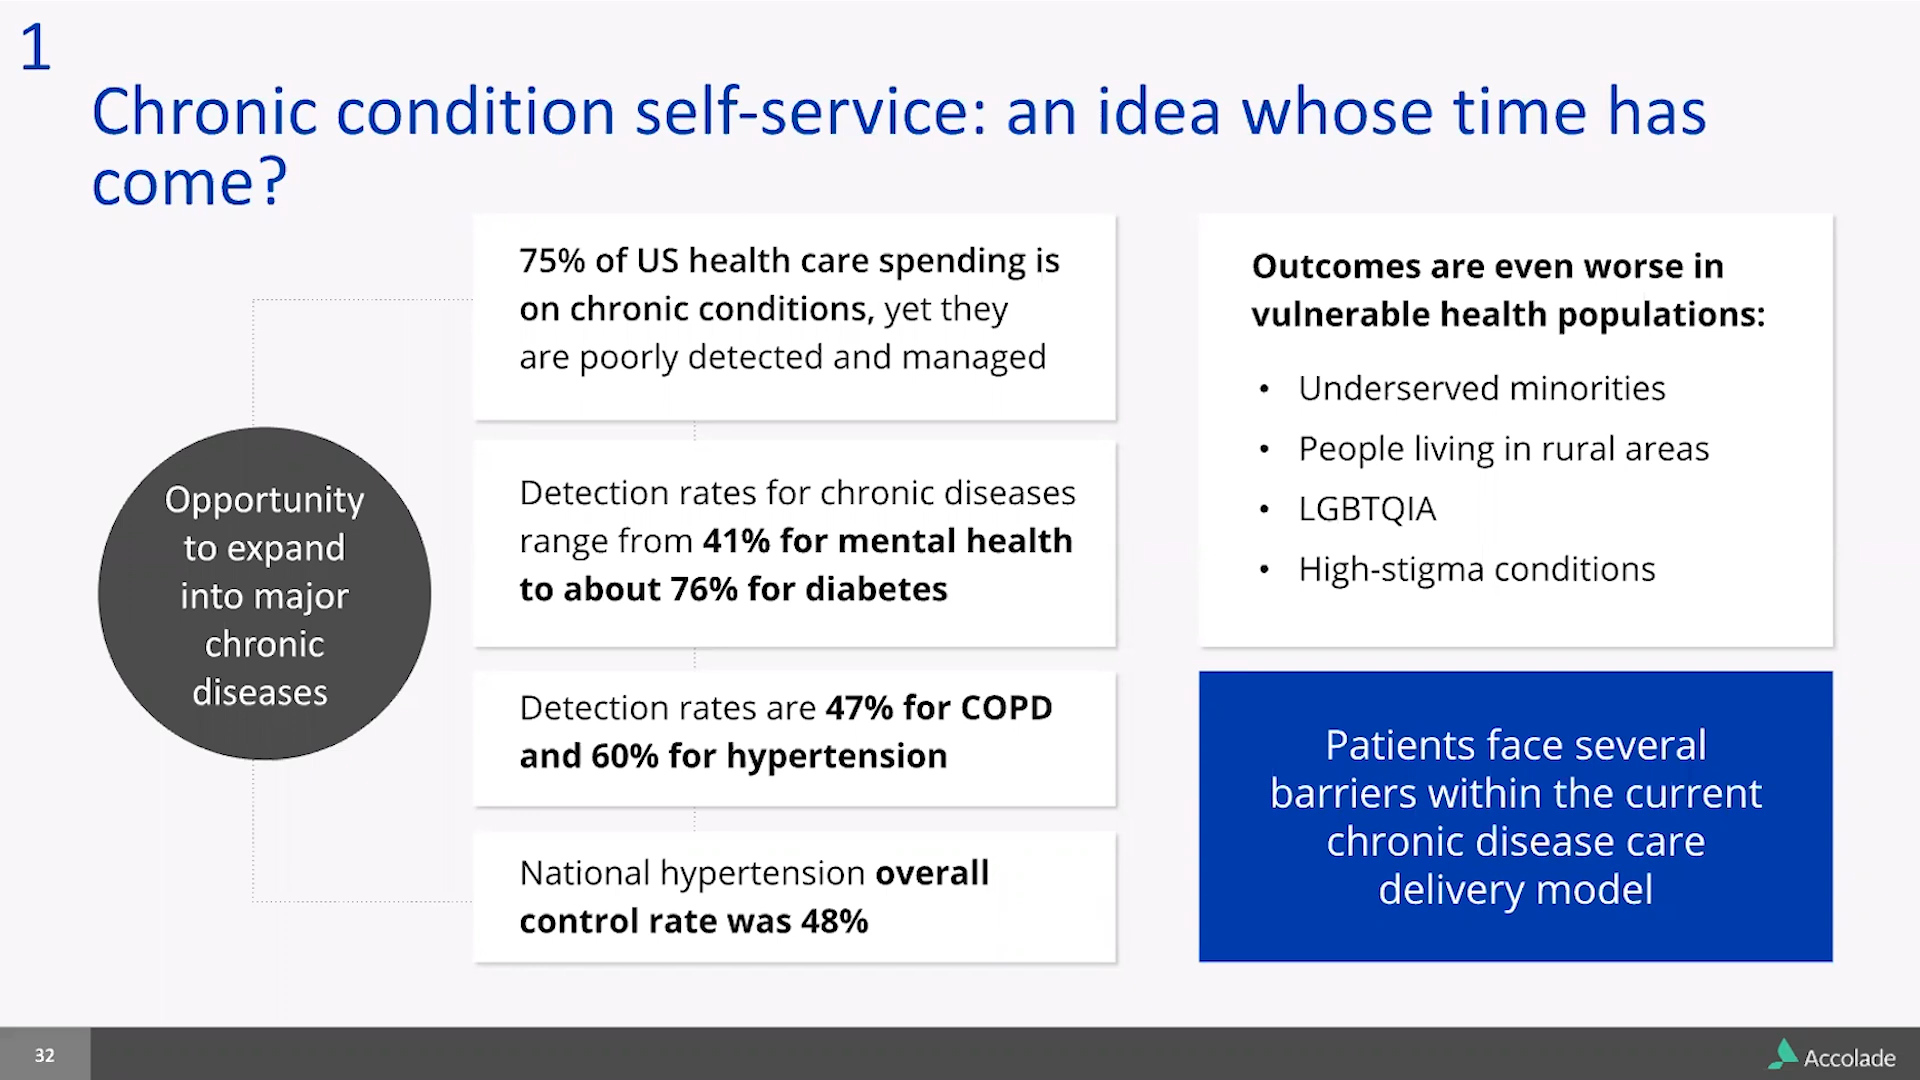 1
Chronic condition self-service: an idea whose time has
come?
Opportunity
to expand
into major
chronic
diseases
75% of US health care spending is
on chronic conditions, yet they
are poorly detected and managed
Detection rates for chronic diseases
range from 41% for mental health
to about 76% for diabetes
Detection rates are 47% for COPD
and 60% for hypertension
National hypertension overall
control rate was 48%
Outcomes are even worse in
vulnerable health populations:
• Underserved minorities
• People living in rural areas
• LGBTQIA
• High-stigma conditions
Patients face several
barriers within the current
chronic disease care
delivery model
32
Accolade